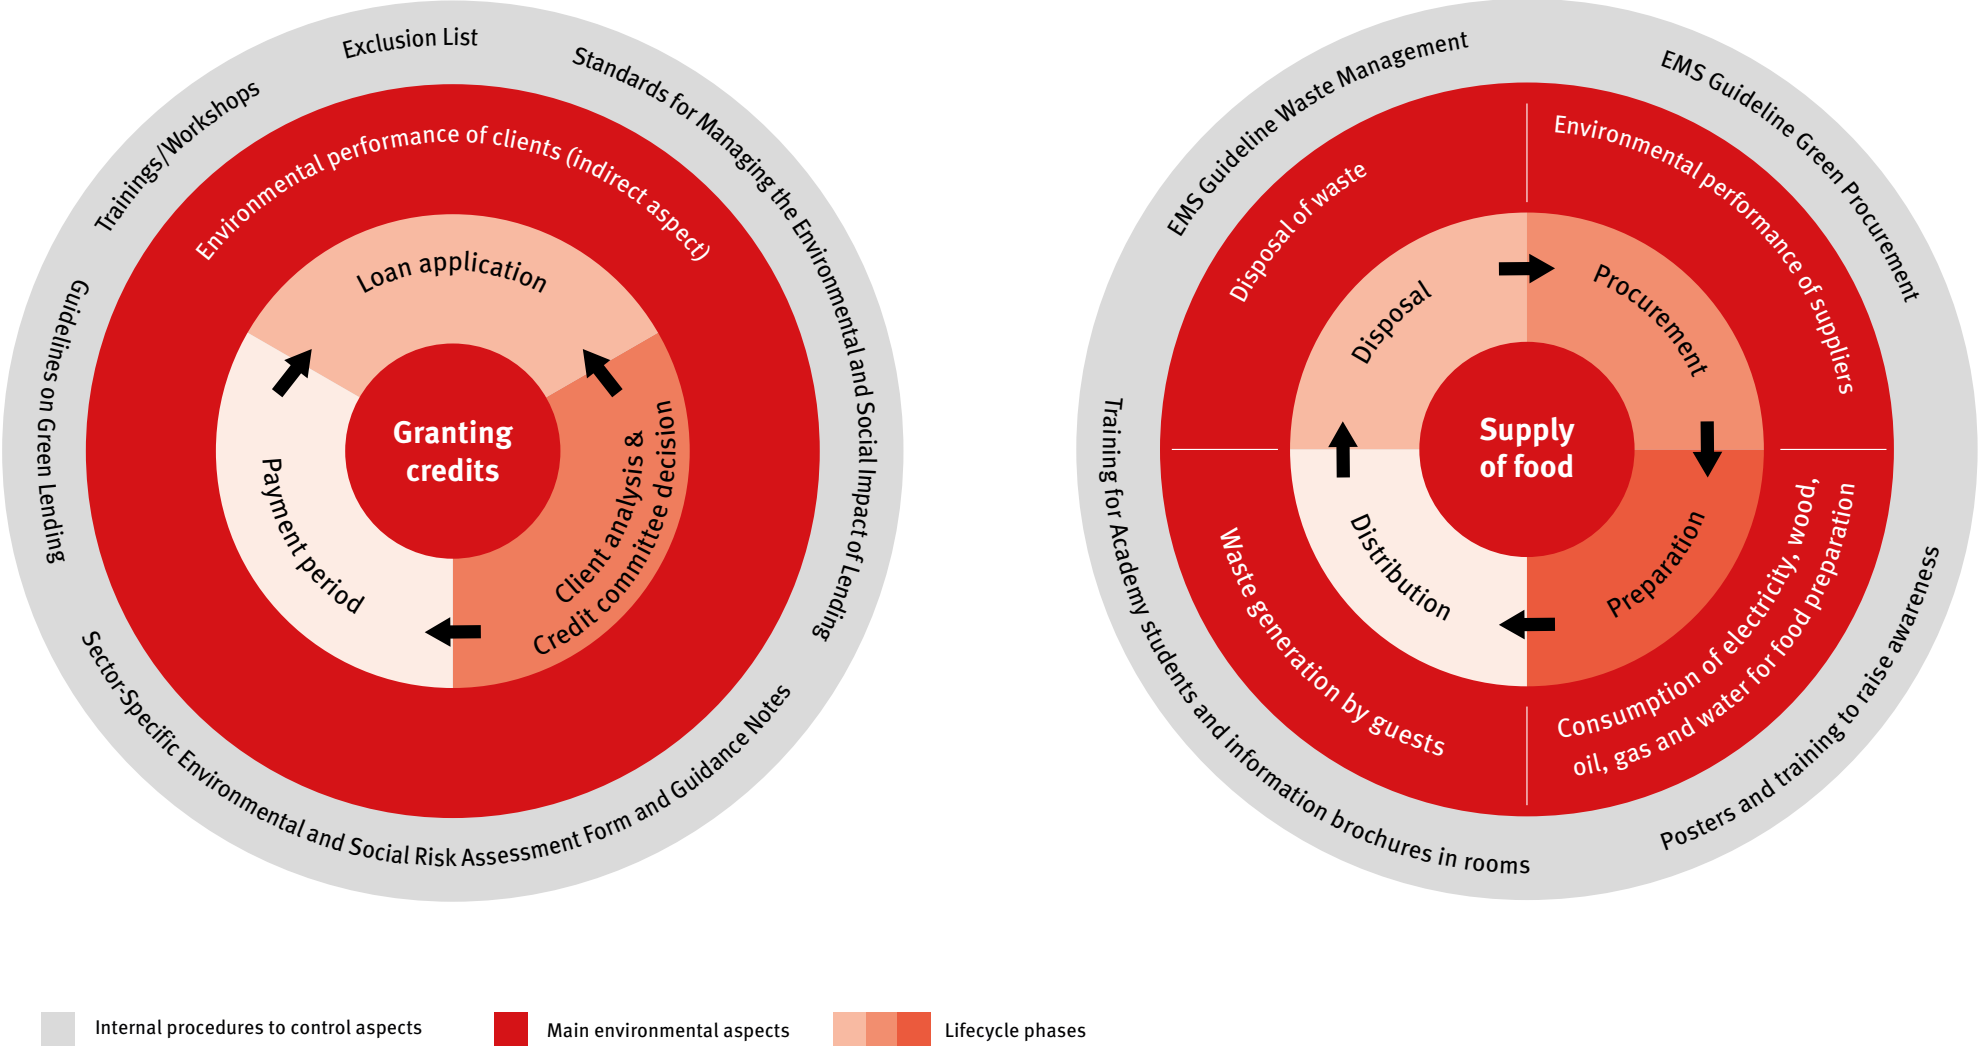 Exclusion List
Trainings/Workshops
Standards for Managing the Environmental and Social Impact of Lending
Guidelines on Green Lending
Sector-Specific Environmental and Social Risk Assessment Form and Guidance Notes
Environmental performance of clients (indirect aspect)
Loan application
Client analysis &
Credit committee decision
Payment period
Granting
credits
EMS Guideline Waste Management
EMS Guideline Green Procurement
Training for Academy students and information brochures in rooms
Posters and training to raise awareness
Disposal of waste
Environmental performance of suppliers
Waste generation by guests
Consumption of electricity, wood,
oil, gas and water for food preparation
Disposal
Procurement
Distribution
Preparation
Supply
of food
Internal procedures to control aspects
Main environmental aspects
Lifecycle phases